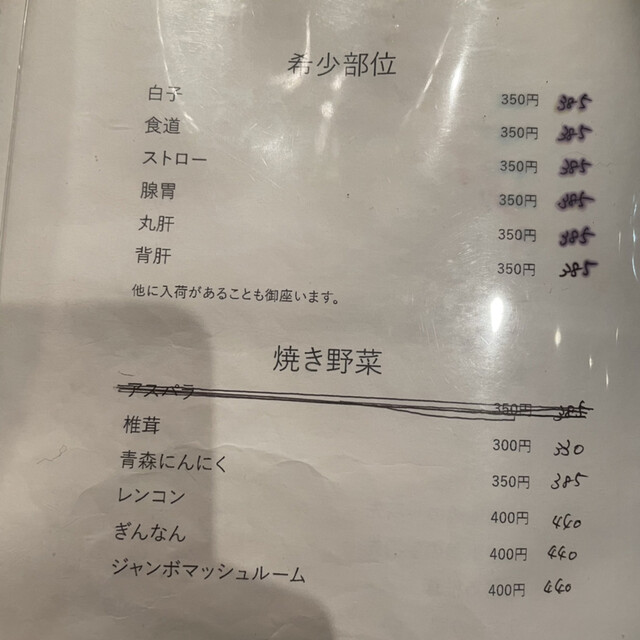 希少部位
白子 350円 385
食道 350円 385
ストロー 350円 385
腺胃 350円 385
丸肝 350円 385
背肝 350円 385
他に入荷があることも御座います。
焼き野菜
アスパラ 350円 385
椎茸 300円 330
青森にんにく 350円 385
レンコン 400円 440
ぎんなん 400円 440
ジャンボマッシュルーム 400円 440